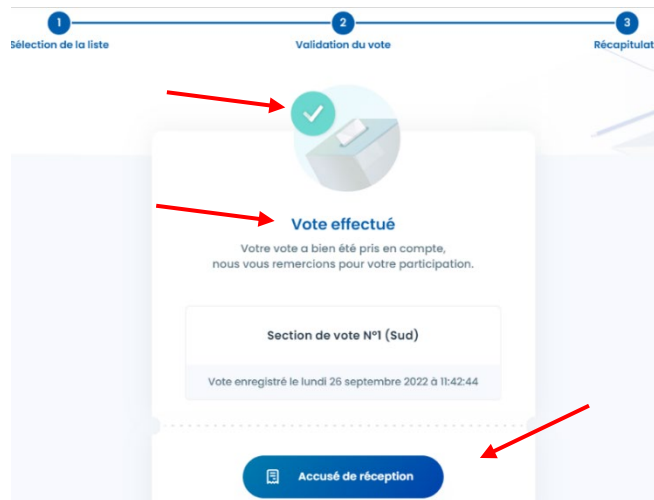 1
2
3
Sélection de la liste
Validation du vote
Récapitulat
Vote effectué
Votre vote a bien été pris en compte,
nous vous remercions pour votre participation.
Section de vote N°1 (Sud)
Vote enregistré le lundi 26 septembre 2022 à 11:42:44
Accusé de réception